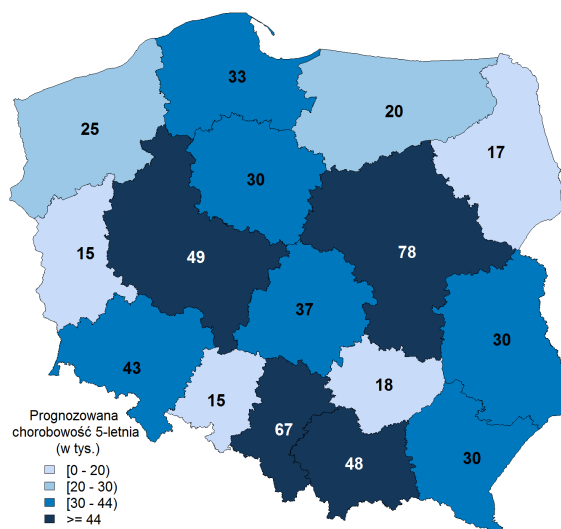 33
20
25
17
30
15
49
78
37
30
43
15
18
67
48
30
Prognozowana
chorobowość 5-letnia
(w tys.)
[0 - 20)
[20 - 30)
[30 - 44)
>= 44